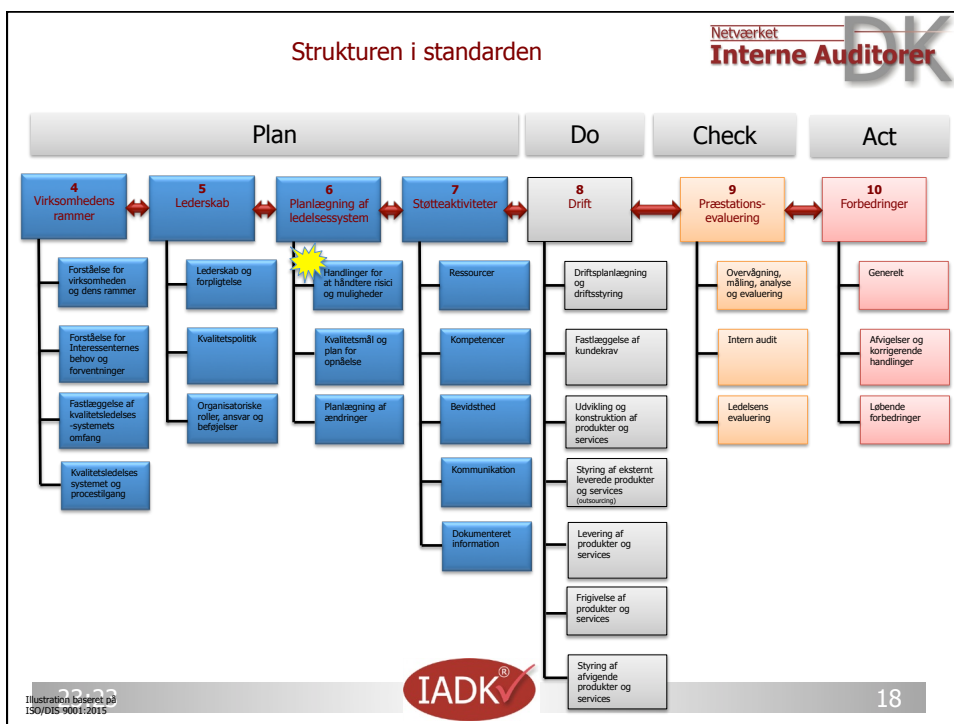 Strukturen i standarden
Netværket
Interne Auditorer
DK
Plan
Do
Check
Act
4
Virksomhedens
rammer
5
Lederskab
6
Planlægning af
ledelsessystem
7
Støtteaktiviteter
8
Drift
9
Præstations-
evaluering
10
Forbedringer
Forståelse for
virksomheden
og dens rammer
Forståelse for
Interessenternes
behov og
forventninger
Fastlæggelse af
kvalitetsledelses
-systemets
omfang
Kvalitetsledelses
systemet og
procestilgang
Lederskab og
forpligtelse
Kvalitetspolitik
Organisatoriske
roller, ansvar og
beføjelser
Handlinger for
at håndtere risici
og muligheder
Kvalitetsmål og
plan for
opnåelse
Planlægning af
ændringer
Ressourcer
Kompetencer
Bevidsthed
Kommunikation
Dokumenteret
information
Driftsplanlægning
og
driftsstyring
Fastlæggelse af
kundekrav
Udvikling og
konstruktion af
produkter og
services
Styring af eksternt
leverede produkter
og services
(outsourcing)
Levering af
produkter og
services
Frigivelse af
produkter og
services
Styring af
afvigende
produkter og
services
Overvågning,
måling, analyse
og evaluering
Intern audit
Ledelsens
evaluering
Generelt
Afvigelser og
korrigerende
handlinger
Løbende
forbedringer
23:23
Illustration baseret på
ISO/DIS 9001:2015
IADK®
18